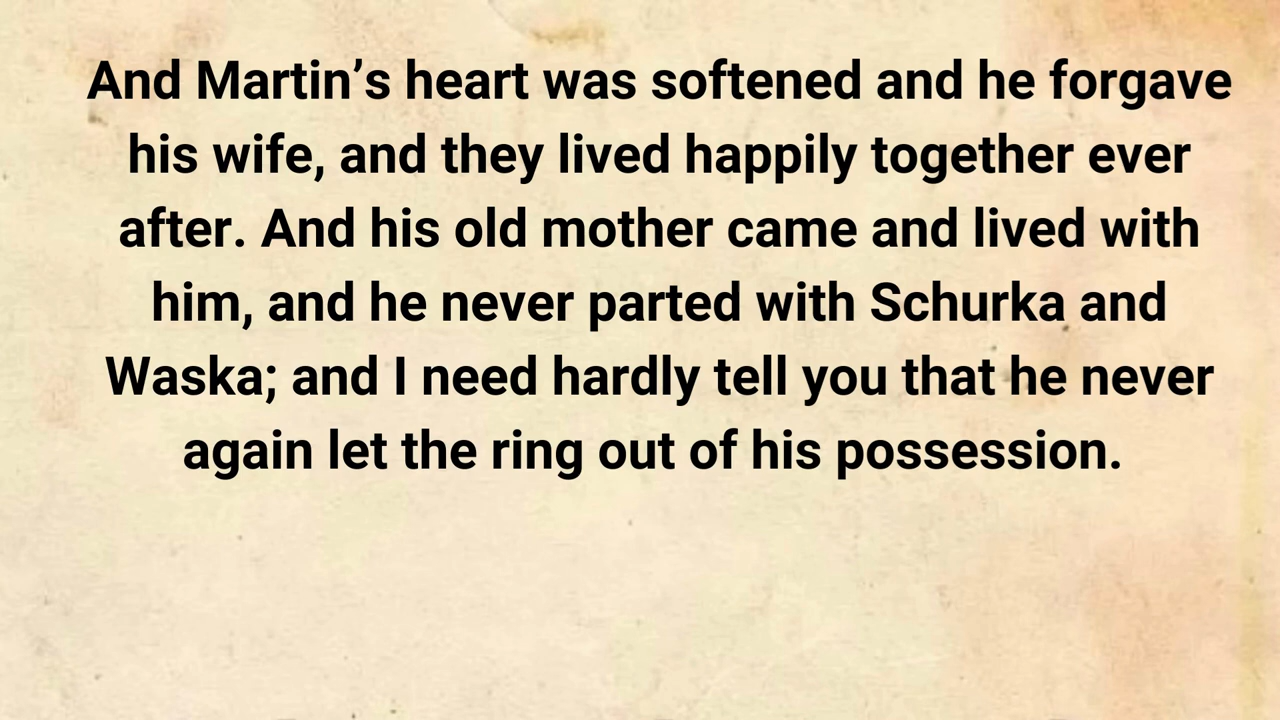 And Martin’s heart was softened and he forgave
his wife, and they lived happily together ever
after. And his old mother came and lived with
him, and he never parted with Schurka and
Waska; and I need hardly tell you that he never
again let the ring out of his possession.